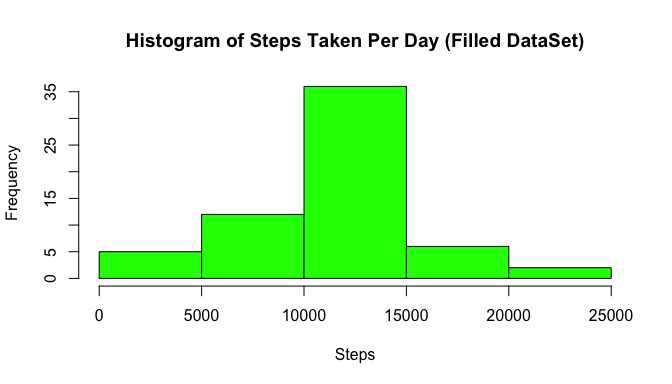 Histogram of Steps Taken Per Day (Filled DataSet)
Frequency
35
25
15
5
0
0 5000 10000 15000 20000 25000
Steps